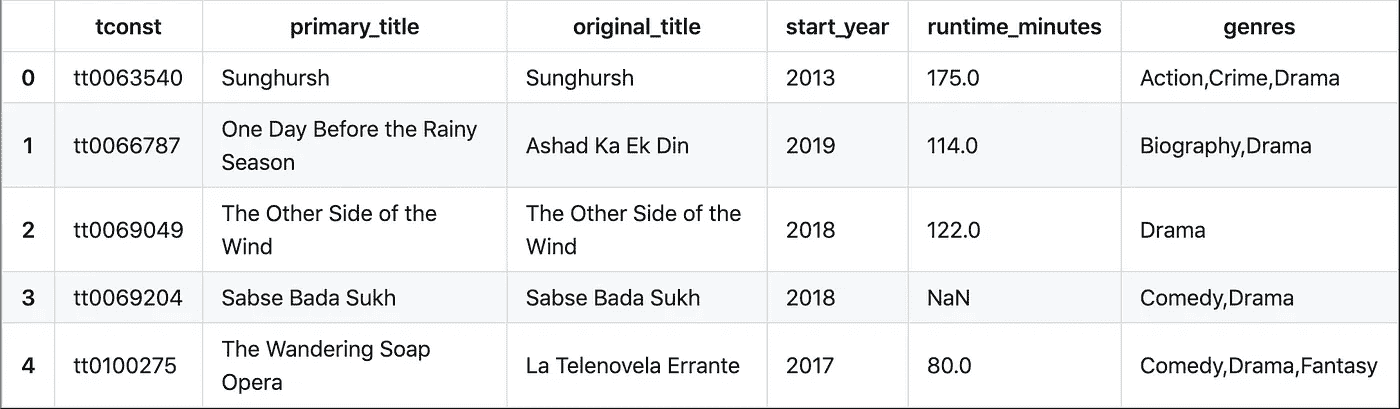 tconst primary_title original_title start_year runtime_minutes genres
0 tt0063540 Sunghursh Sunghursh 2013 175.0 Action,Crime,Drama
1 tt0066787 One Day Before the Rainy Season Ashad Ka Ek Din 2019 114.0 Biography,Drama
2 tt0069049 The Other Side of the Wind The Other Side of the Wind 2018 122.0 Drama
3 tt0069204 Sabse Bada Sukh Sabse Bada Sukh 2018 NaN Comedy,Drama
4 tt0100275 The Wandering Soap Opera La Telenovela Errante 2017 80.0 Comedy,Drama,Fantasy